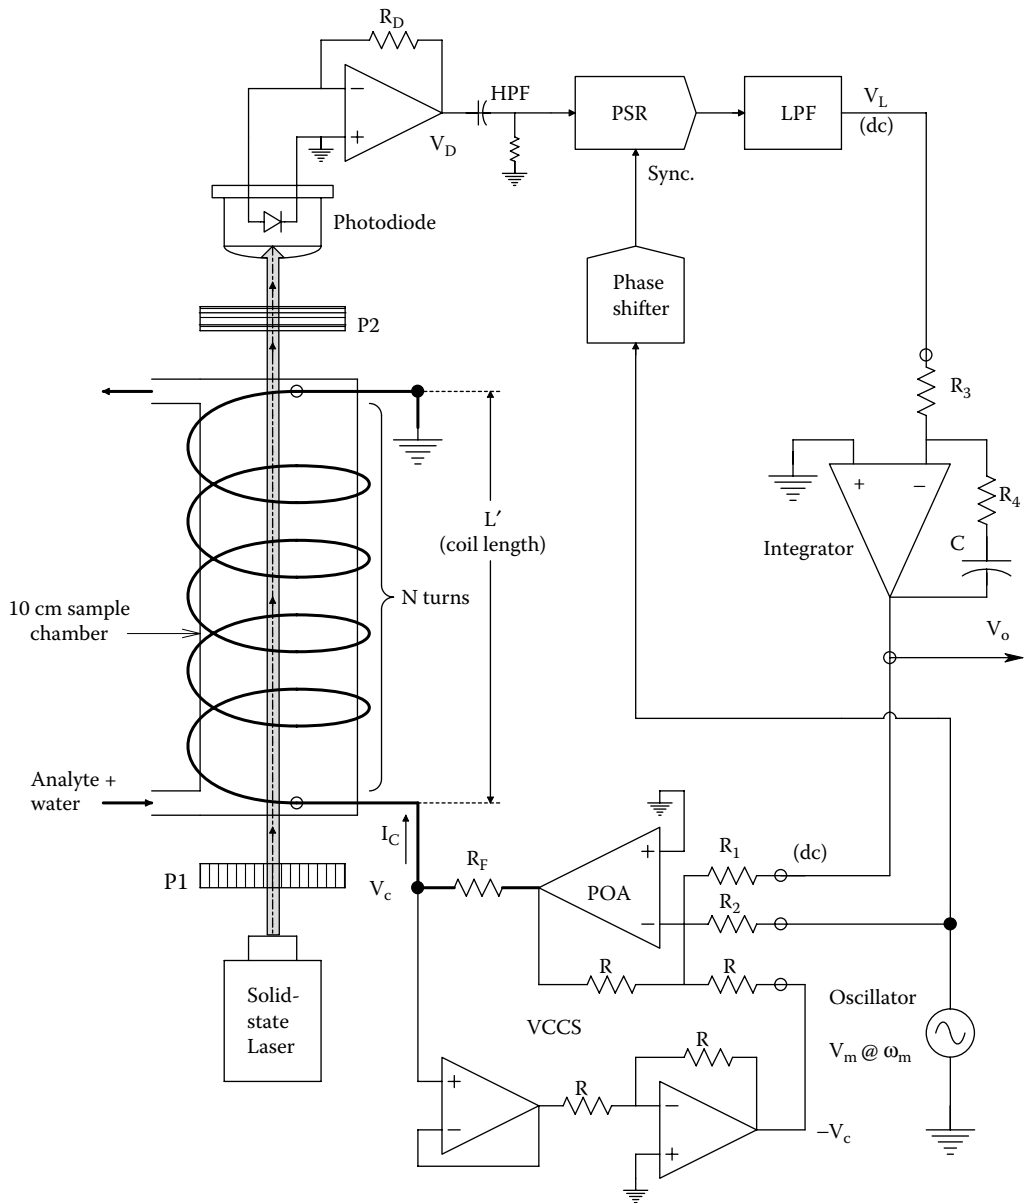 R_D
−
+
V_D
HPF
PSR
LPF
V_L
(dc)
Sync.
Photodiode
Phase
shifter
P2
R_3
+
−
R_4
C
Integrator
L′
(coil length)
N turns
10 cm sample
chamber
V_o
Analyte +
water
I_C
R_F
P1
V_c
+
POA
−
R_1
(dc)
R_2
R
R
Solid-
state
Laser
VCCS
Oscillator
V_m @ ω_m
R
+
−
R
−
+
−V_c